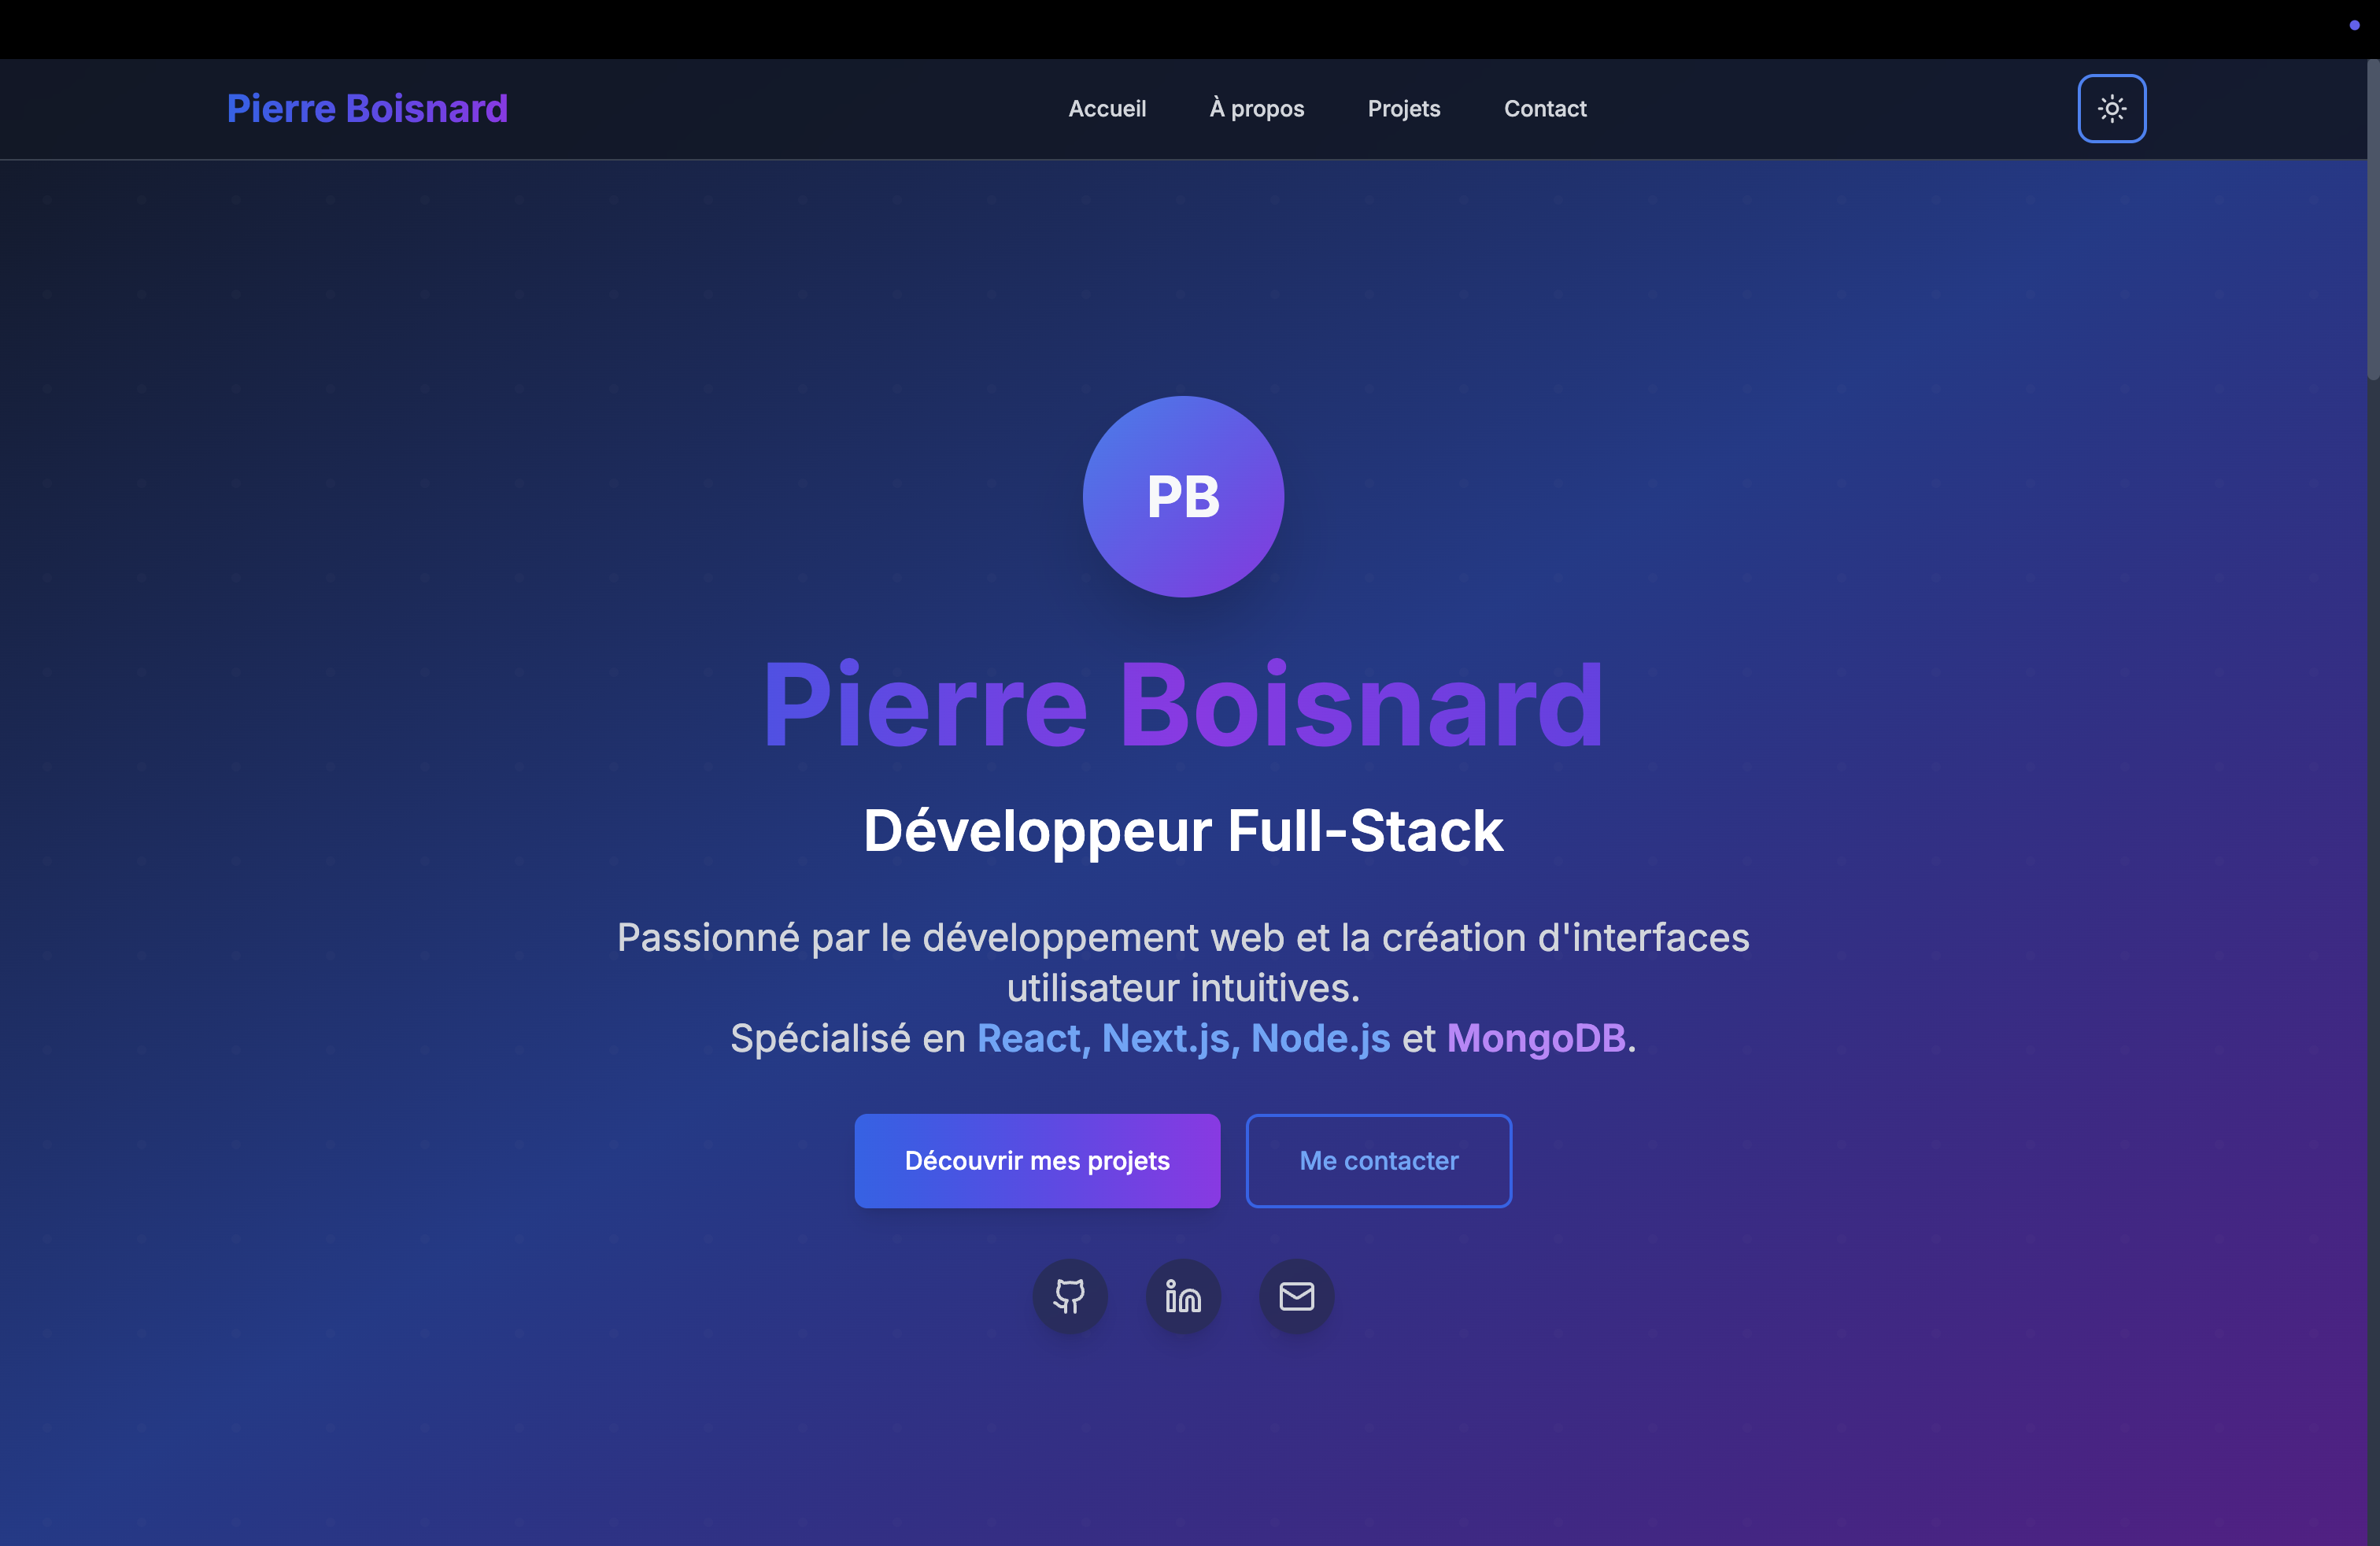 Pierre Boisnard
Accueil
À propos
Projets
Contact
PB
Pierre Boisnard
Développeur Full-Stack
Passionné par le développement web et la création d'interfaces
utilisateur intuitives.
Spécialisé en React, Next.js, Node.js et MongoDB.
Découvrir mes projets
Me contacter
in